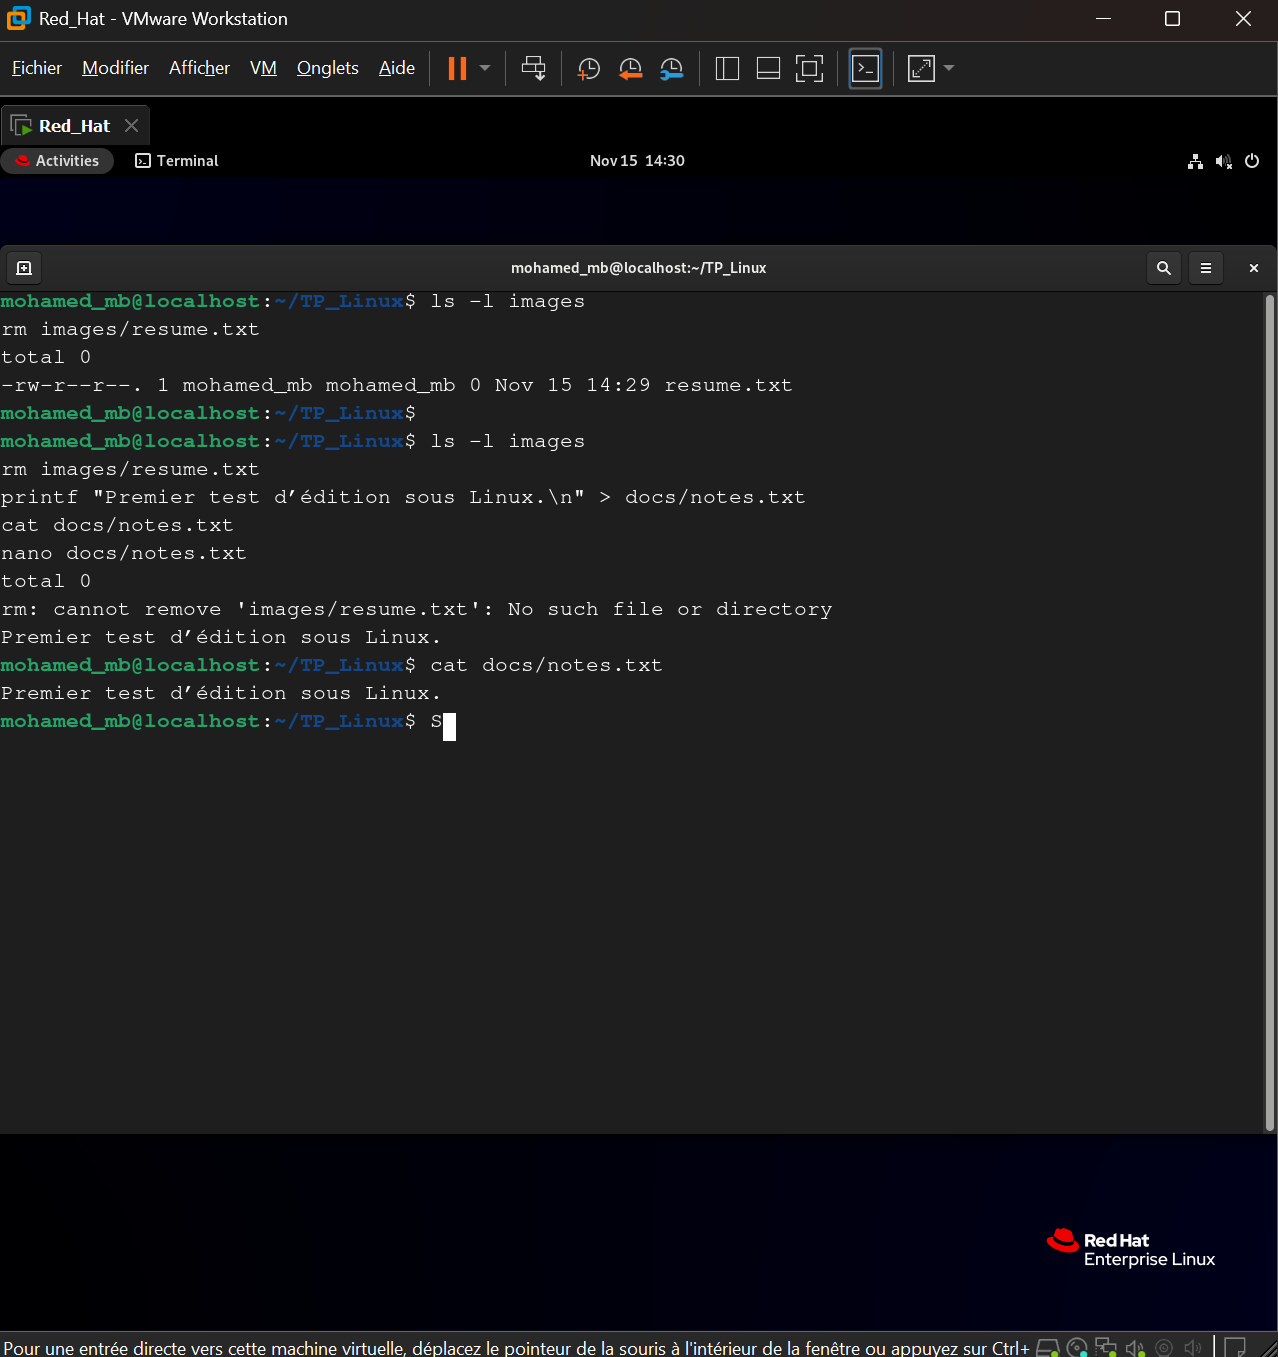 Red_Hat - VMware Workstation
Fichier Modifier Afficher VM Onglets Aide
Red_Hat
Activities Terminal Nov 15 14:30
mohamed_mb@localhost:~/TP_Linux
mohamed_mb@localhost:~/TP_Linux$ ls -l images
rm images/resume.txt
total 0
-rw-r--r--. 1 mohamed_mb mohamed_mb 0 Nov 15 14:29 resume.txt
mohamed_mb@localhost:~/TP_Linux$
mohamed_mb@localhost:~/TP_Linux$ ls -l images
rm images/resume.txt
printf "Premier test d’édition sous Linux.\n" > docs/notes.txt
cat docs/notes.txt
nano docs/notes.txt
total 0
rm: cannot remove 'images/resume.txt': No such file or directory
Premier test d’édition sous Linux.
mohamed_mb@localhost:~/TP_Linux$ cat docs/notes.txt
Premier test d’édition sous Linux.
mohamed_mb@localhost:~/TP_Linux$ S
Red Hat
Enterprise Linux
Pour une entrée directe vers cette machine virtuelle, déplacez le pointeur de la souris à l'intérieur de la fenêtre ou appuyez sur Ctrl+